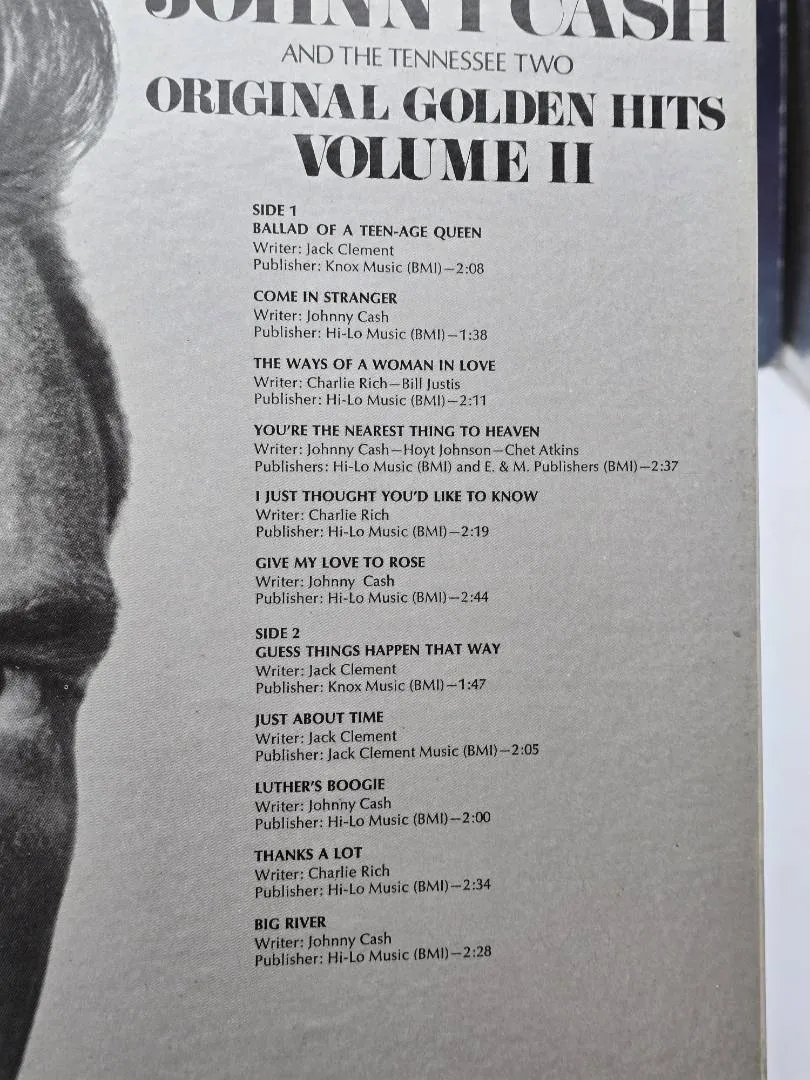 JOHNNY CASH
AND THE TENNESSEE TWO
ORIGINAL GOLDEN HITS
VOLUME II
SIDE 1
BALLAD OF A TEEN-AGE QUEEN
Writer: Jack Clement
Publisher: Knox Music (BMI)—2:08
COME IN STRANGER
Writer: Johnny Cash
Publisher: Hi-Lo Music (BMI)—1:38
THE WAYS OF A WOMAN IN LOVE
Writer: Charlie Rich—Bill Justis
Publisher: Hi-Lo Music (BMI)—2:11
YOU'RE THE NEAREST THING TO HEAVEN
Writer: Johnny Cash—Hoyt Johnson—Chet Atkins
Publishers: Hi-Lo Music (BMI) and E. & M. Publishers (BMI)—2:37
I JUST THOUGHT YOU'D LIKE TO KNOW
Writer: Charlie Rich
Publisher: Hi-Lo Music (BMI)—2:19
GIVE MY LOVE TO ROSE
Writer: Johnny Cash
Publisher: Hi-Lo Music (BMI)—2:44
SIDE 2
GUESS THINGS HAPPEN THAT WAY
Writer: Jack Clement
Publisher: Knox Music (BMI)—1:47
JUST ABOUT TIME
Writer: Jack Clement
Publisher: Jack Clement Music (BMI)—2:05
LUTHER'S BOOGIE
Writer: Johnny Cash
Publisher: Hi-Lo Music (BMI)—2:00
THANKS A LOT
Writer: Charlie Rich
Publisher: Hi-Lo Music (BMI)—2:34
BIG RIVER
Writer: Johnny Cash
Publisher: Hi-Lo Music (BMI)—2:28